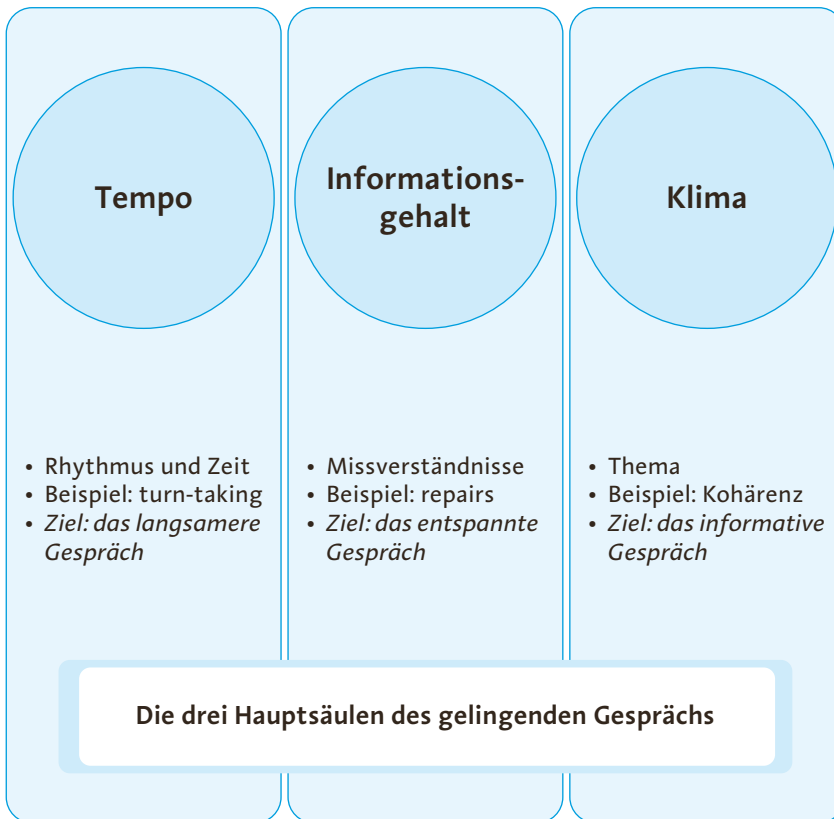 Tempo
Informations-
gehalt
Klima
• Rhythmus und Zeit
• Beispiel: turn-taking
• Ziel: das langsamere
Gespräch
• Missverständnisse
• Beispiel: repairs
• Ziel: das entspannte
Gespräch
• Thema
• Beispiel: Kohärenz
• Ziel: das informative
Gespräch
Die drei Hauptsäulen des gelingenden Gesprächs